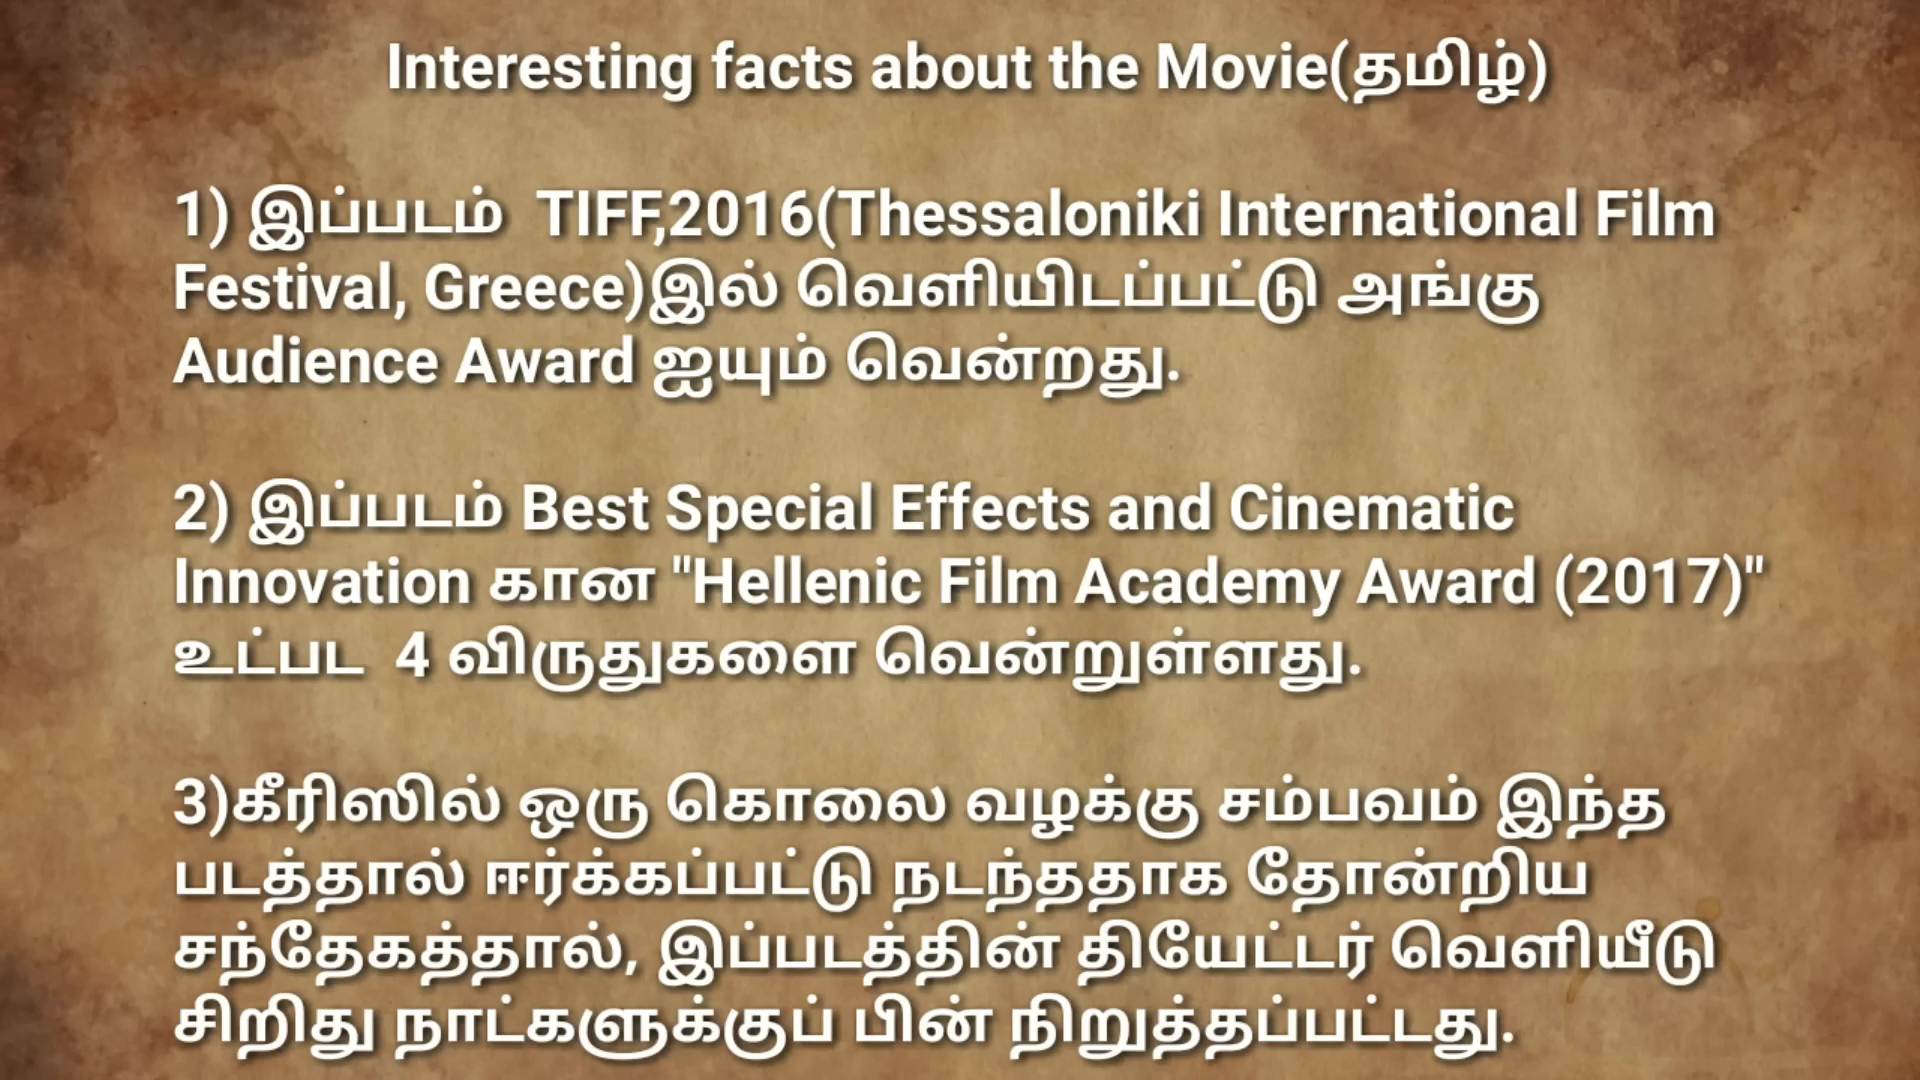 Interesting facts about the Movie(தமிழ்)
1) இப்படம் TIFF,2016(Thessaloniki International Film
Festival, Greece)இல் வெளியிடப்பட்டு அங்கு
Audience Award ஐயும் வென்றது.
2) இப்படம் Best Special Effects and Cinematic
Innovation கான "Hellenic Film Academy Award (2017)"
உட்பட 4 விருதுகளை வென்றுள்ளது.
3)கீரிஸில் ஒரு கொலை வழக்கு சம்பவம் இந்த
படத்தால் ஈர்க்கப்பட்டு நடந்ததாக தோன்றிய
சந்தேகத்தால், இப்படத்தின் தியேட்டர் வெளியீடு
சிறிது நாட்களுக்குப் பின் நிறுத்தப்பட்டது.